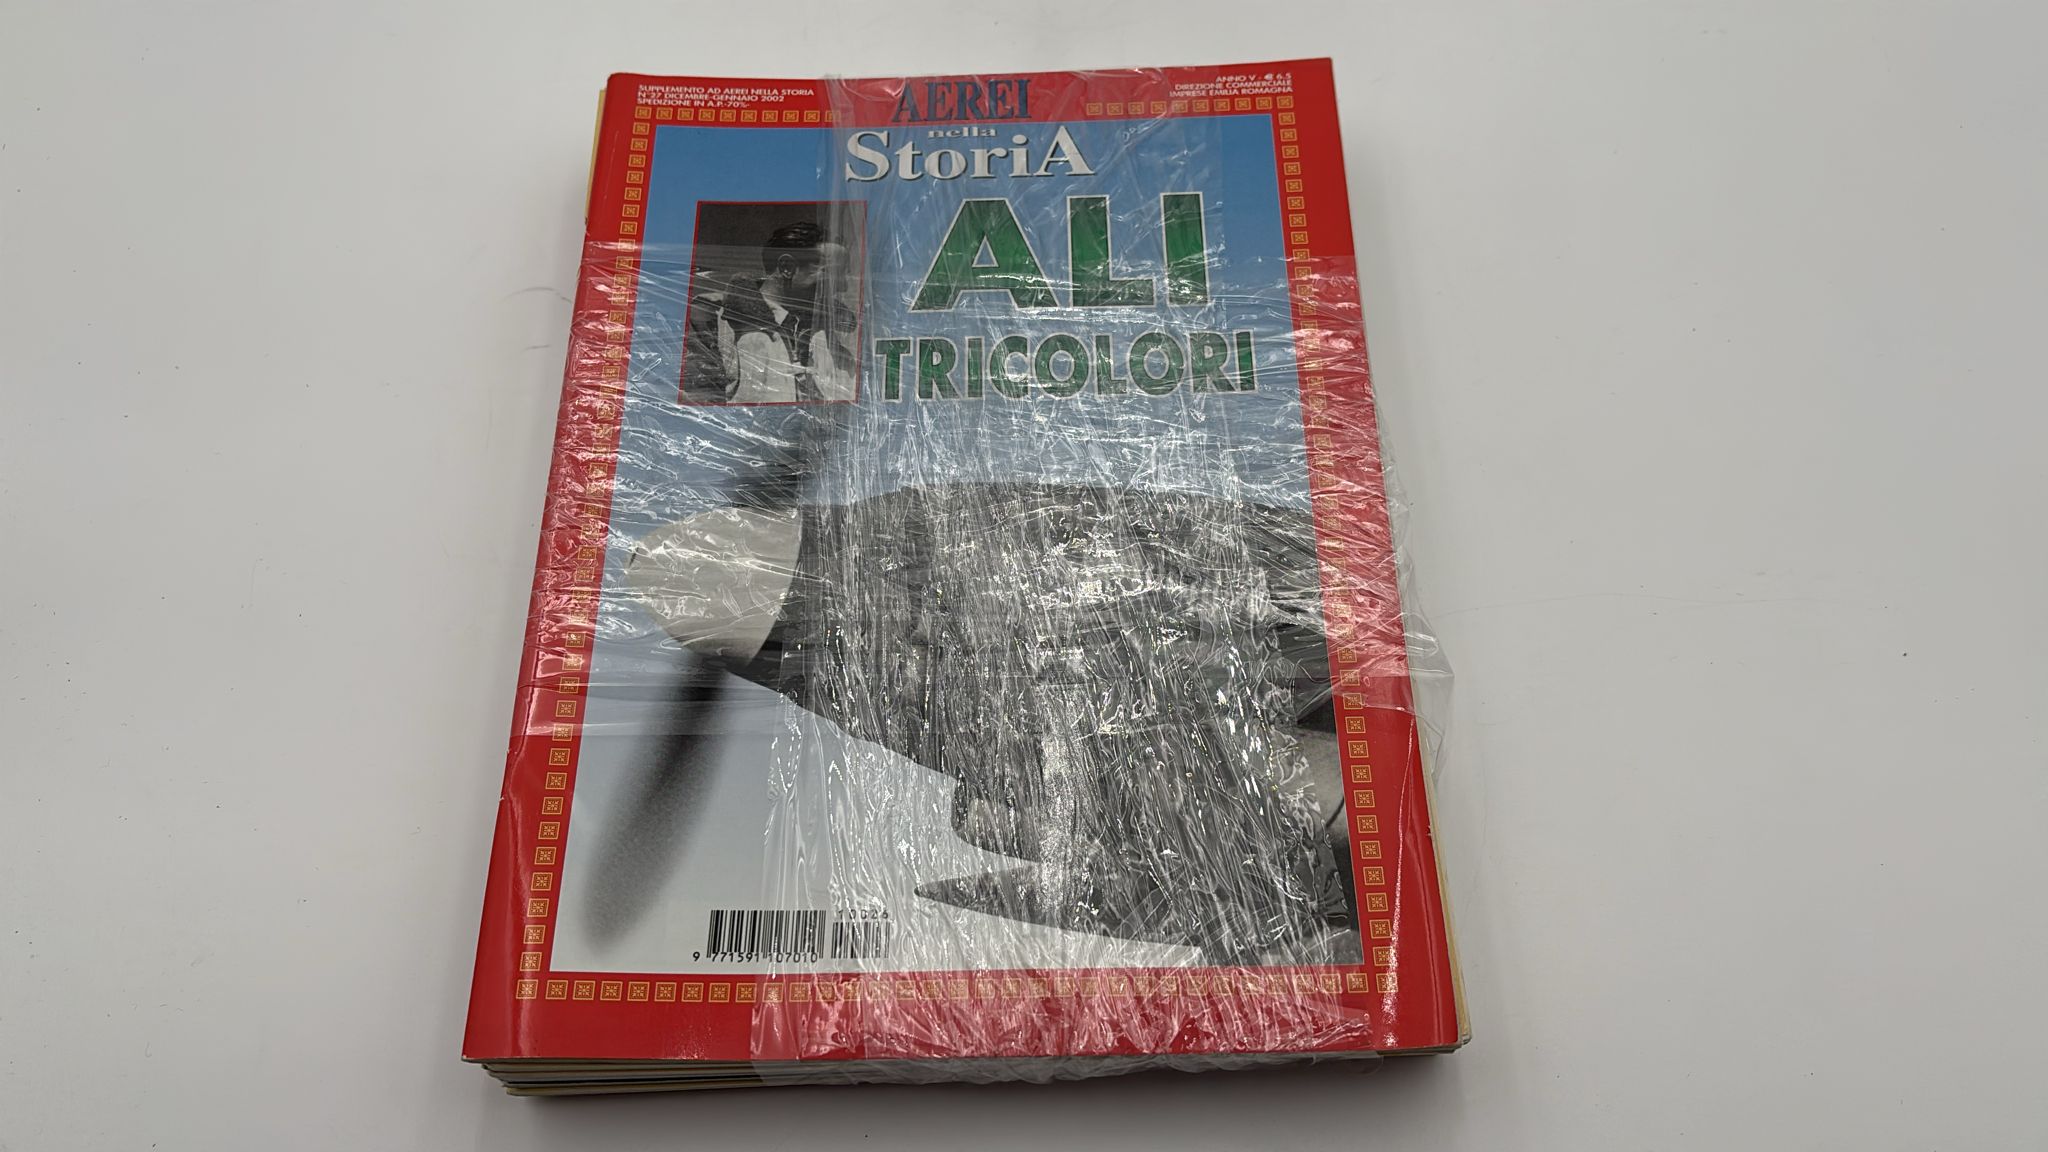 SUPPLEMENTO AD AEREI NELLA STORIA
N°27 DICEMBRE-GENNAIO 2002
SPEDIZIONE IN A.P.-70%-
ANNO V - € 6.5
DIREZIONE COMMERCIALE
IMPRESE EMILIA ROMAGNA
AEREI
nella
StoriA
ALI
TRICOLORI
10026
9 771591 107010